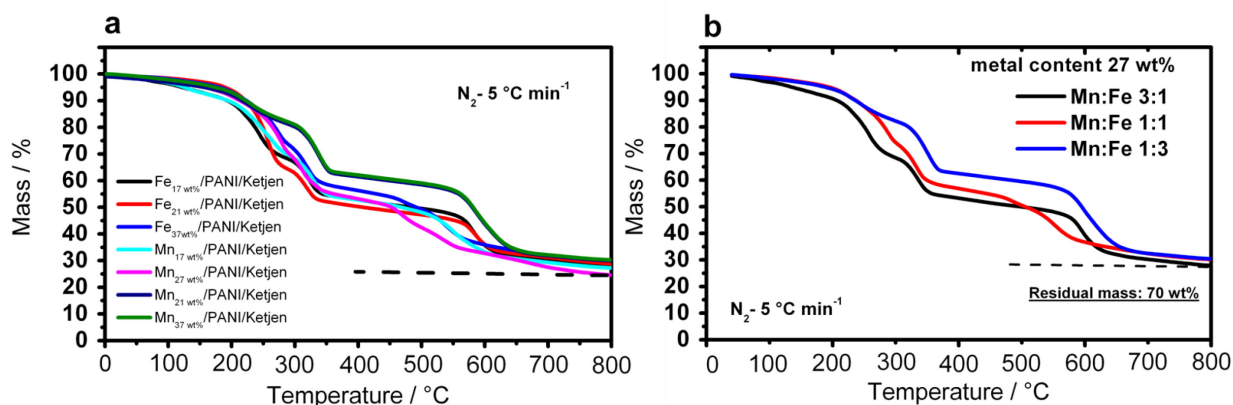 a
100
90
80
70
60
50
40
30
20
10
0
Mass / %
N2- 5 °C min-1
Fe17 wt%/PANI/Ketjen
Fe21 wt%/PANI/Ketjen
Fe37wt%/PANI/Ketjen
Mn17 wt%/PANI/Ketjen
Mn27 wt%/PANI/Ketjen
Mn21 wt%/PANI/Ketjen
Mn37 wt%/PANI/Ketjen
0 100 200 300 400 500 600 700 800
Temperature / °C
b
100
90
80
70
60
50
40
30
20
10
0
Mass / %
metal content 27 wt%
Mn:Fe 3:1
Mn:Fe 1:1
Mn:Fe 1:3
Residual mass: 70 wt%
N2- 5 °C min-1
0 100 200 300 400 500 600 700 800
Temperature / °C